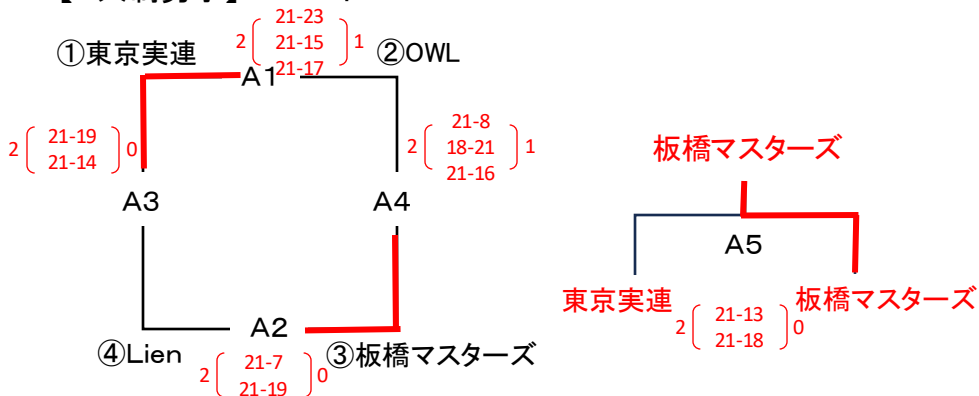 21-23
2 21-15 1
21-17
①東京実連
②OWL
A1
2 21-19 0
21-14
21-8
2 18-21 1
21-16
A3
A4
A2
④Lien
③板橋マスターズ
21-7
2 0
21-19
板橋マスターズ
A5
東京実連
板橋マスターズ
2 21-13 0
21-18